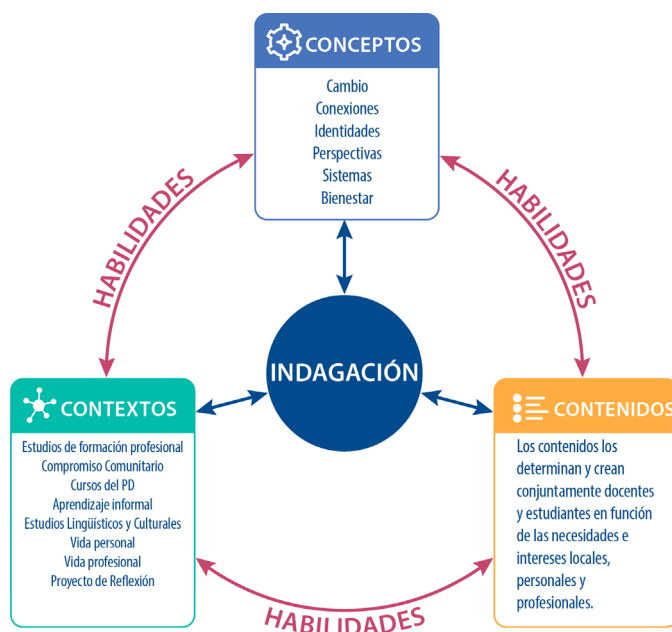 CONCEPTOS
Cambio
Conexiones
Identidades
Perspectivas
Sistemas
Bienestar
HABILIDADES
HABILIDADES
INDAGACIÓN
CONTEXTOS
Estudios de formación profesional
Compromiso Comunitario
Cursos del PD
Aprendizaje informal
Estudios Lingüísticos y Culturales
Vida personal
Vida profesional
Proyecto de Reflexión
CONTENIDOS
Los contenidos los
determinan y crean
conjuntamente docentes
y estudiantes en función
de las necesidades e
intereses locales,
personales y
profesionales.
HABILIDADES